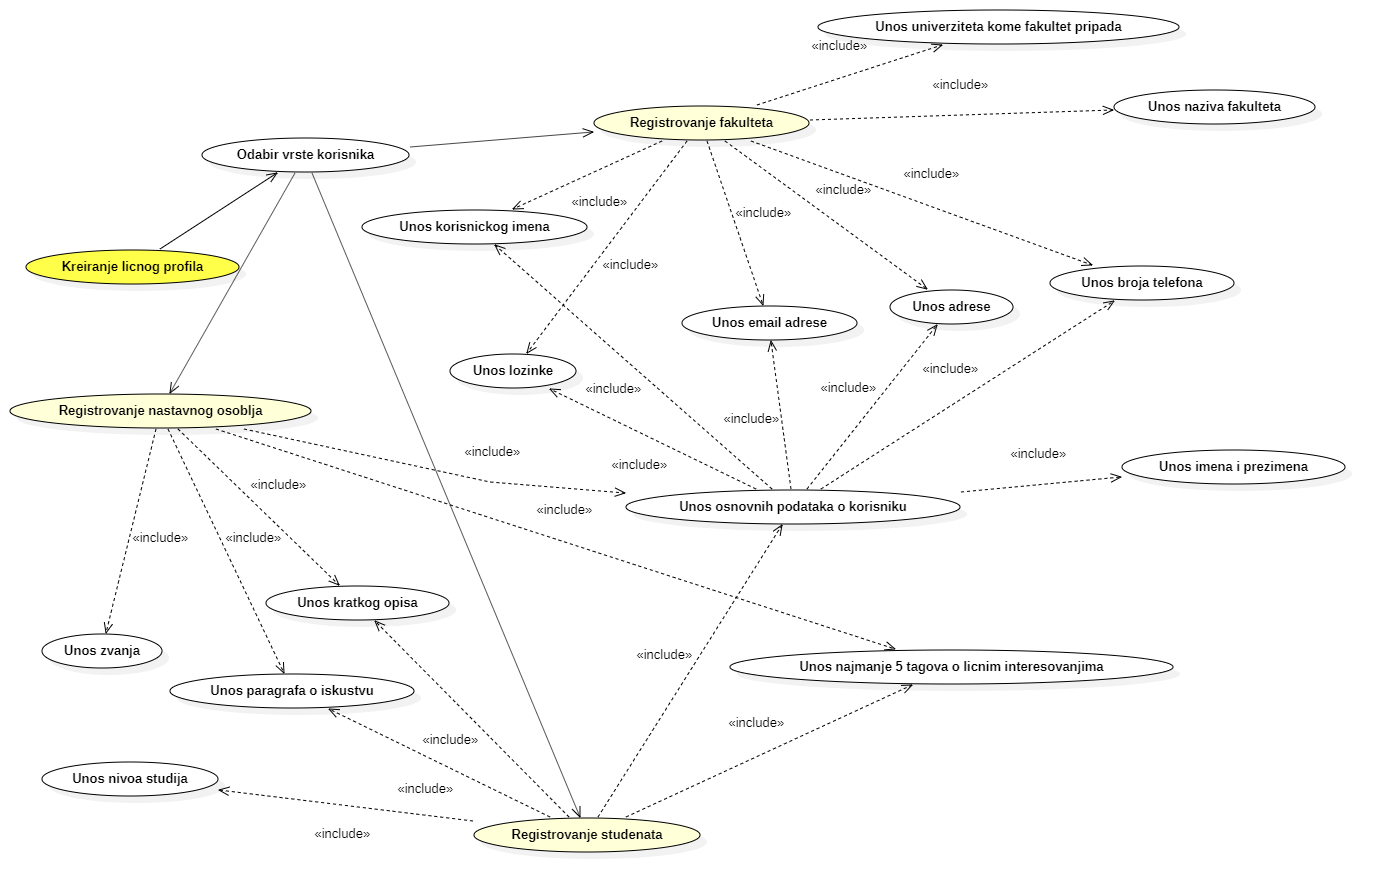 Unos univerziteta kome fakultet pripada
«include»
«include»
Unos naziva fakulteta
Registrovanje fakulteta
Odabir vrste korisnika
«include»
«include»
«include»
«include»
Unos korisnickog imena
Kreiranje licnog profila
«include»
Unos broja telefona
Unos adrese
Unos email adrese
Unos lozinke
«include»
«include»
«include»
Registrovanje nastavnog osoblja
«include»
«include»
«include»
«include»
Unos imena i prezimena
«include»
Unos osnovnih podataka o korisniku
«include»
«include»
«include»
Unos kratkog opisa
Unos zvanja
«include»
Unos najmanje 5 tagova o licnim interesovanjima
Unos paragrafa o iskustvu
«include»
«include»
Unos nivoa studija
«include»
«include»
Registrovanje studenata